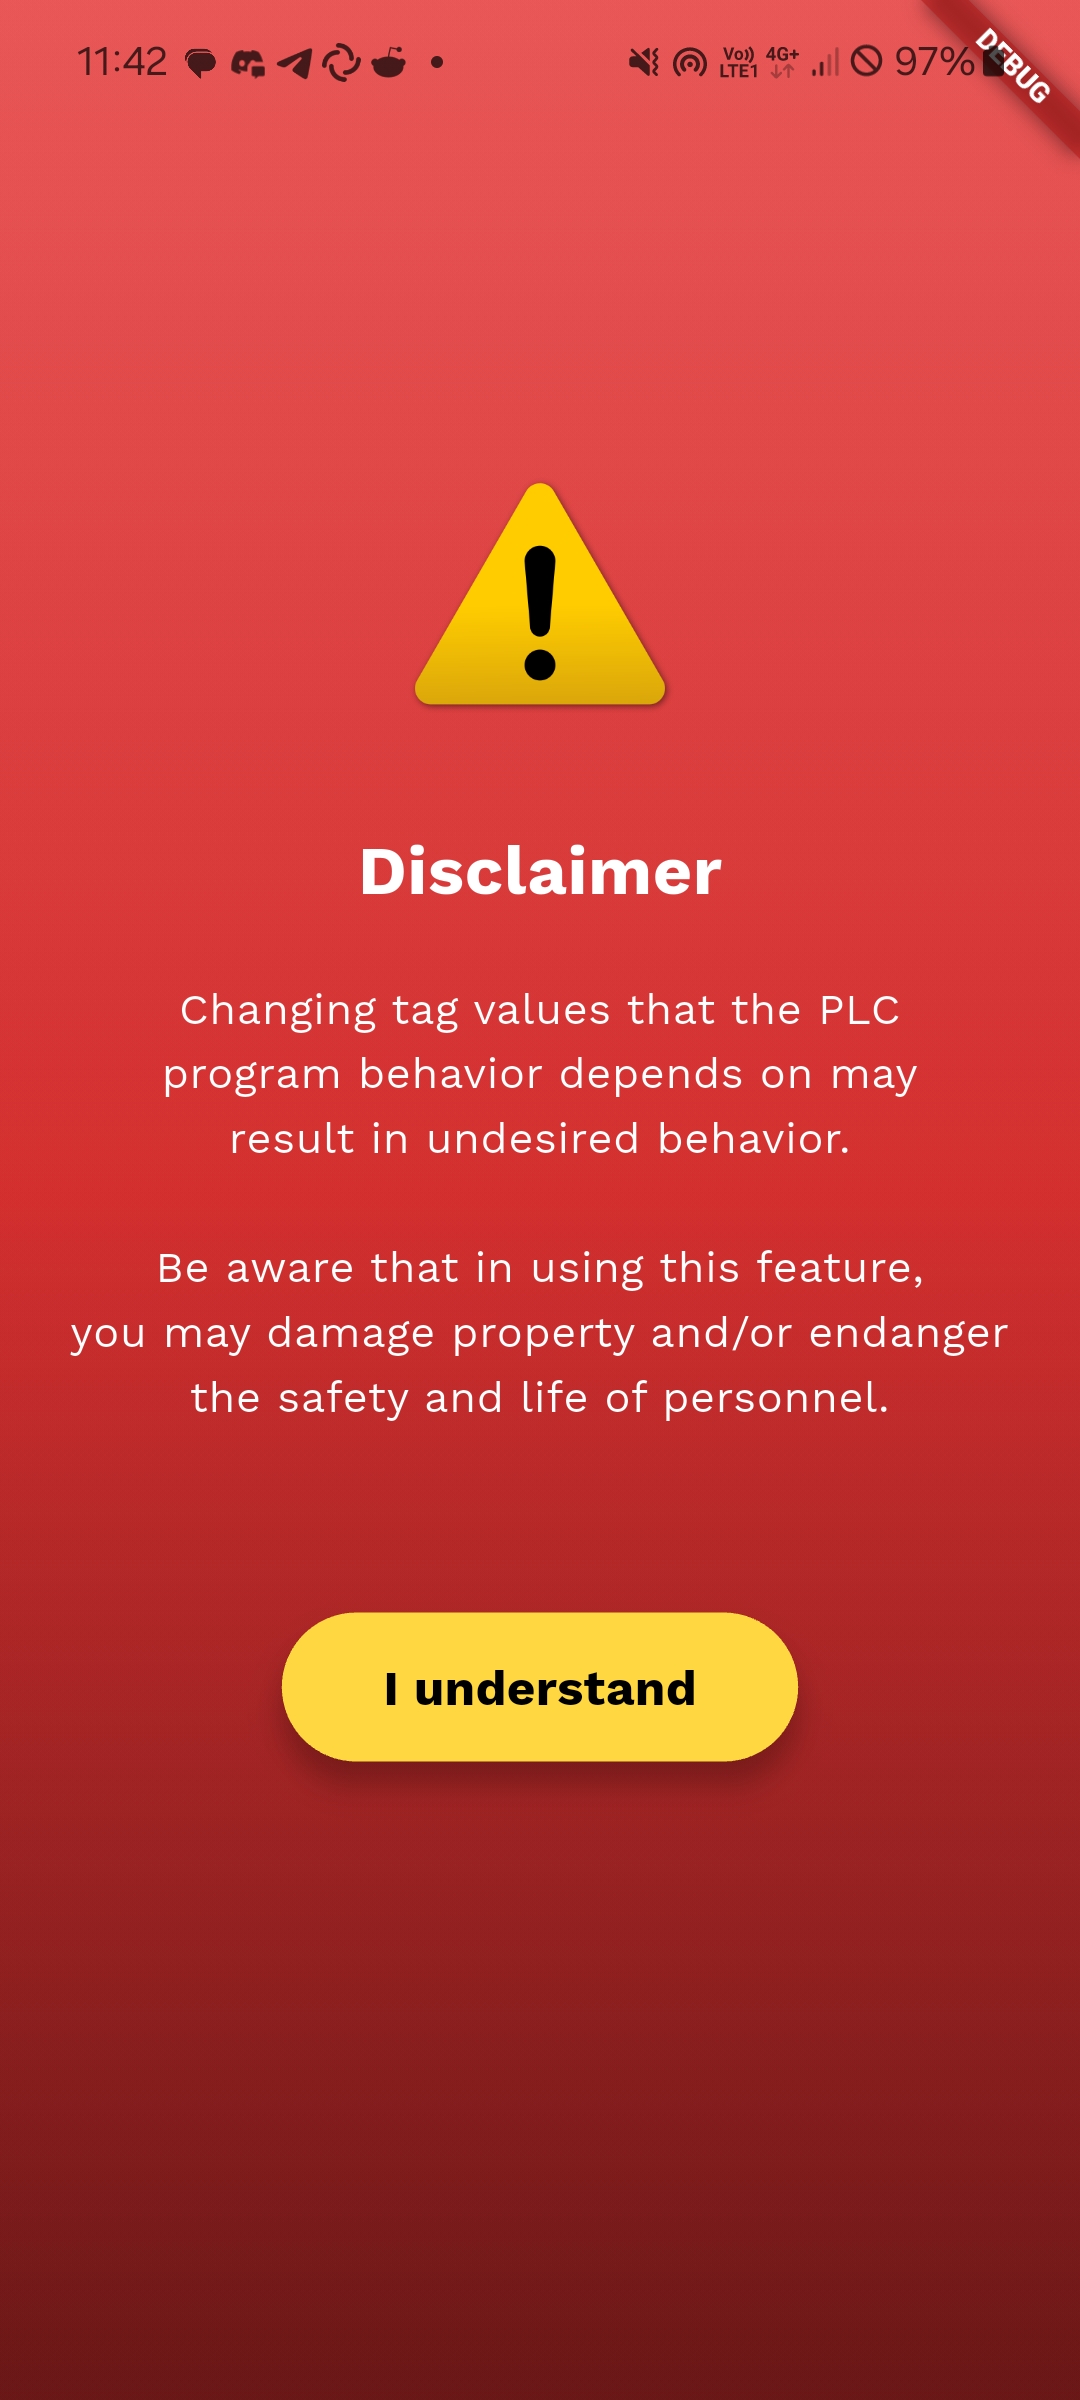 11:42
Vo)) LTE1 4G+ 97%
DEBUG
Disclaimer
Changing tag values that the PLC
program behavior depends on may
result in undesired behavior.
Be aware that in using this feature,
you may damage property and/or endanger
the safety and life of personnel.
I understand